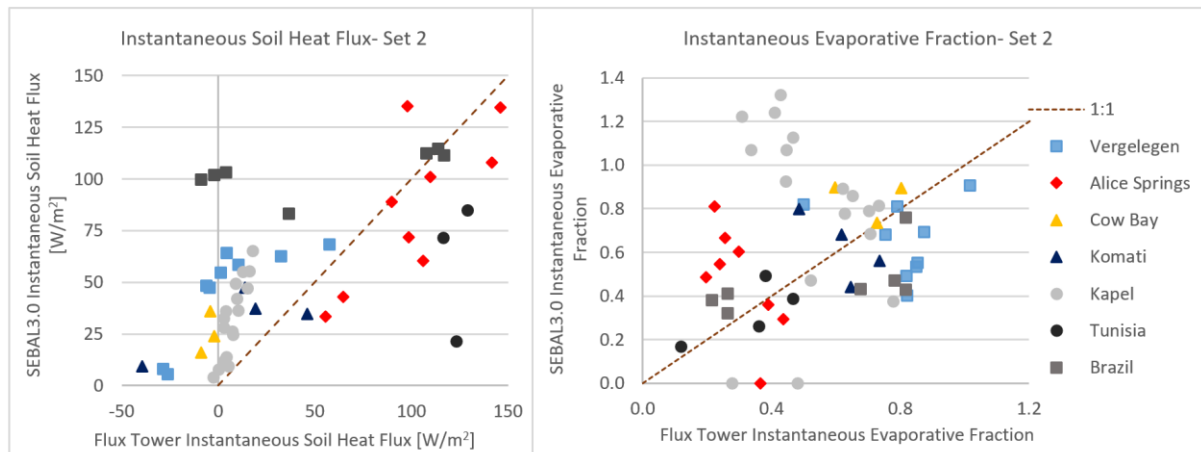 Instantaneous Soil Heat Flux- Set 2
SEBAL3.0 Instantaneous Soil Heat Flux
[W/m²]
150
125
100
75
50
25
0
-50
0
50
100
150
Flux Tower Instantaneous Soil Heat Flux [W/m²]
Instantaneous Evaporative Fraction- Set 2
SEBAL3.0 Instantaneous Evaporative
Fraction
1.4
1.2
1.0
0.8
0.6
0.4
0.2
0.0
0.0
0.4
0.8
1.2
Flux Tower Instantaneous Evaporative Fraction
1:1
Vergelegen
Alice Springs
Cow Bay
Komati
Kapel
Tunisia
Brazil